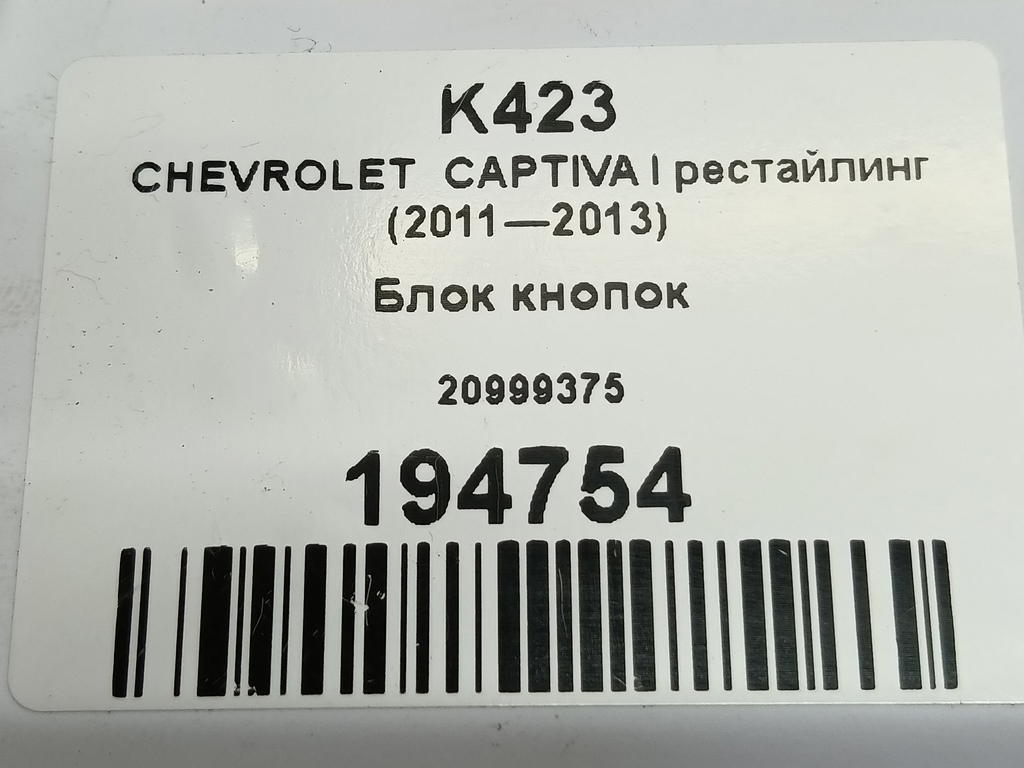 K423
CHEVROLET CAPTIVA I рестайлинг
(2011—2013)
Блок кнопок
20999375
194754